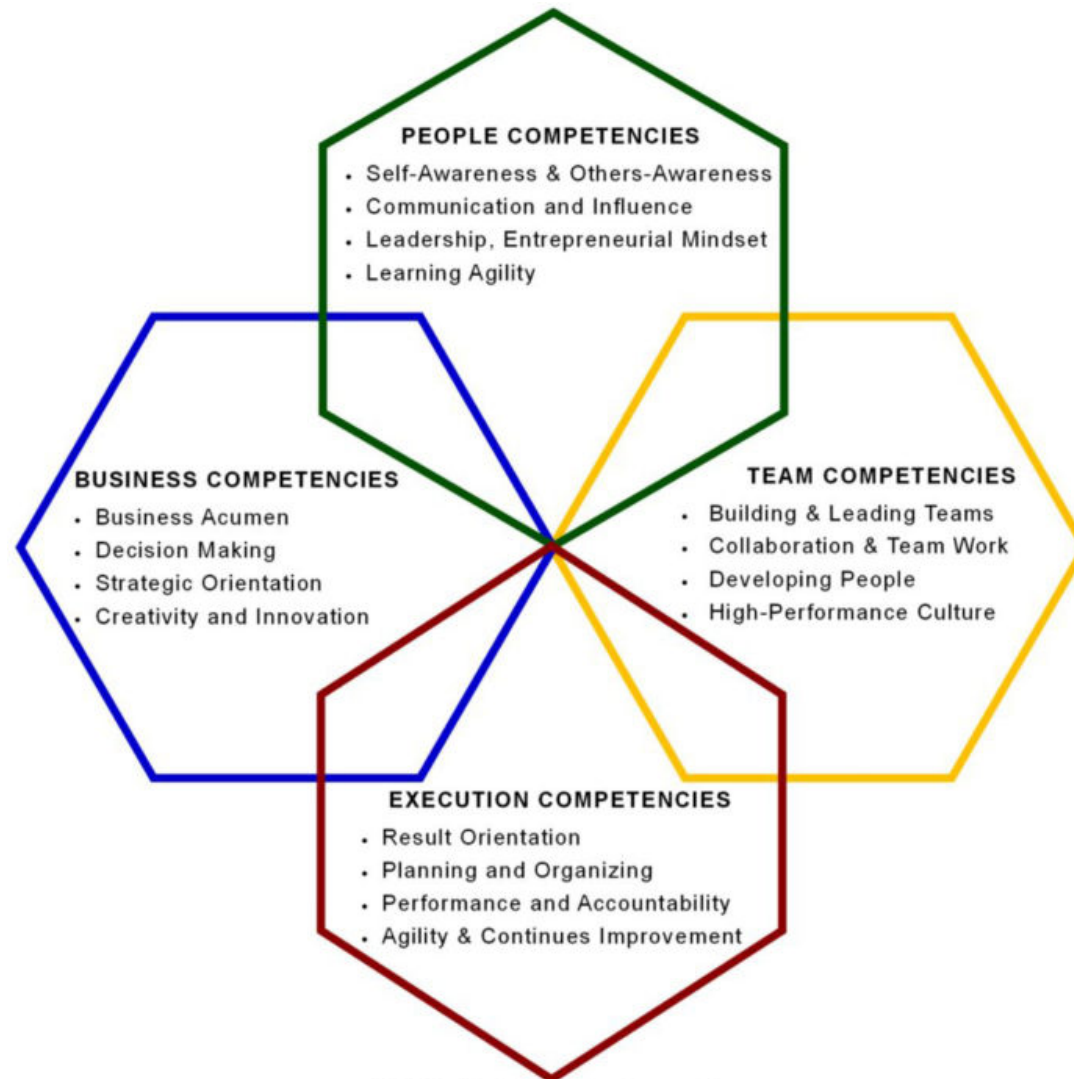 PEOPLE COMPETENCIES
• Self-Awareness & Others-Awareness
• Communication and Influence
• Leadership, Entrepreneurial Mindset
• Learning Agility
BUSINESS COMPETENCIES
• Business Acumen
• Decision Making
• Strategic Orientation
• Creativity and Innovation
TEAM COMPETENCIES
• Building & Leading Teams
• Collaboration & Team Work
• Developing People
• High-Performance Culture
EXECUTION COMPETENCIES
• Result Orientation
• Planning and Organizing
• Performance and Accountability
• Agility & Continues Improvement